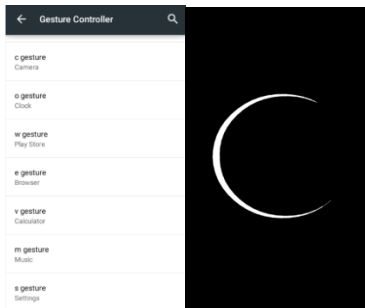 Gesture Controller
c gesture
Camera
o gesture
Clock
w gesture
Play Store
e gesture
Browser
v gesture
Calculator
m gesture
Music
s gesture
Settings